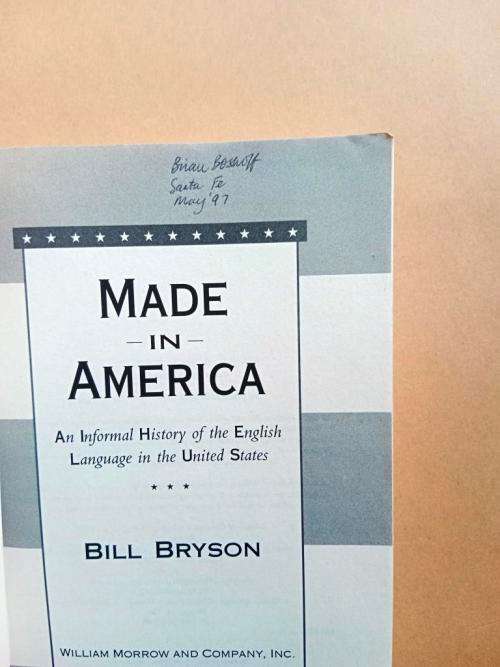 Brian
Santa Fe
May '97
MADE
– IN –
AMERICA
An Informal History of the English
Language in the United States
BILL BRYSON
WILLIAM MORROW AND COMPANY, INC.